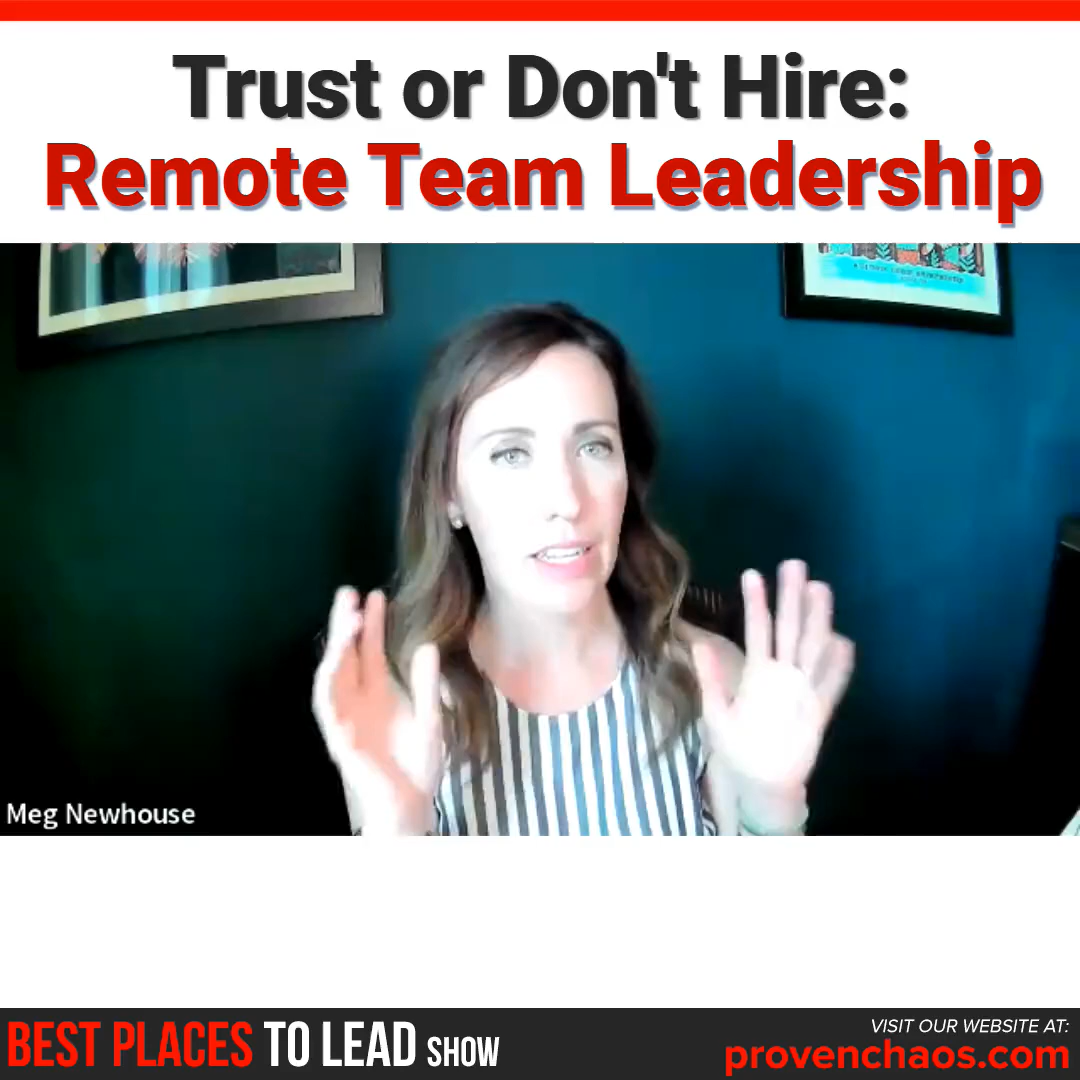 Trust or Don't Hire:
Remote Team Leadership
Meg Newhouse
BEST PLACES TO LEAD SHOW
VISIT OUR WEBSITE AT:
provenchaos.com